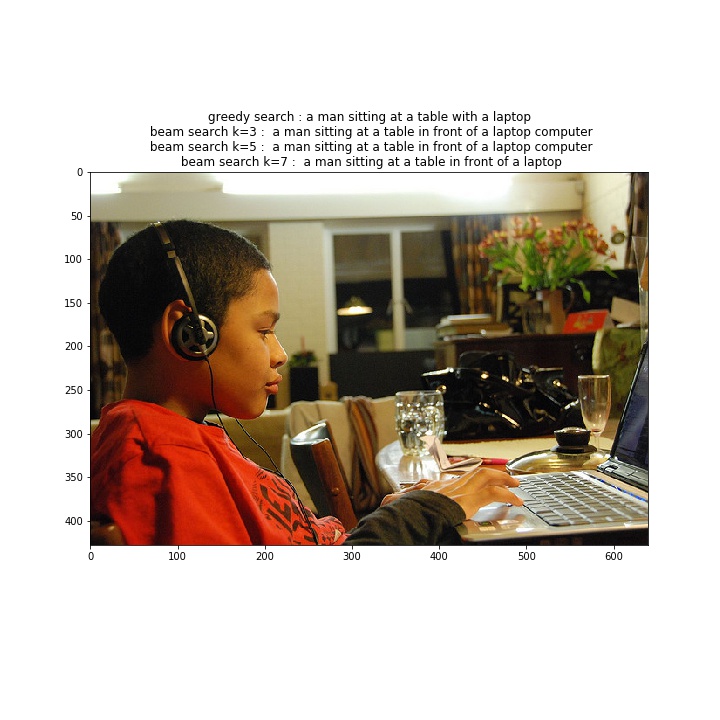 greedy search : a man sitting at a table with a laptop
beam search k=3 :  a man sitting at a table in front of a laptop computer
beam search k=5 :  a man sitting at a table in front of a laptop computer
beam search k=7 :  a man sitting at a table in front of a laptop
0
50
100
150
200
250
300
350
400
0 100 200 300 400 500 600